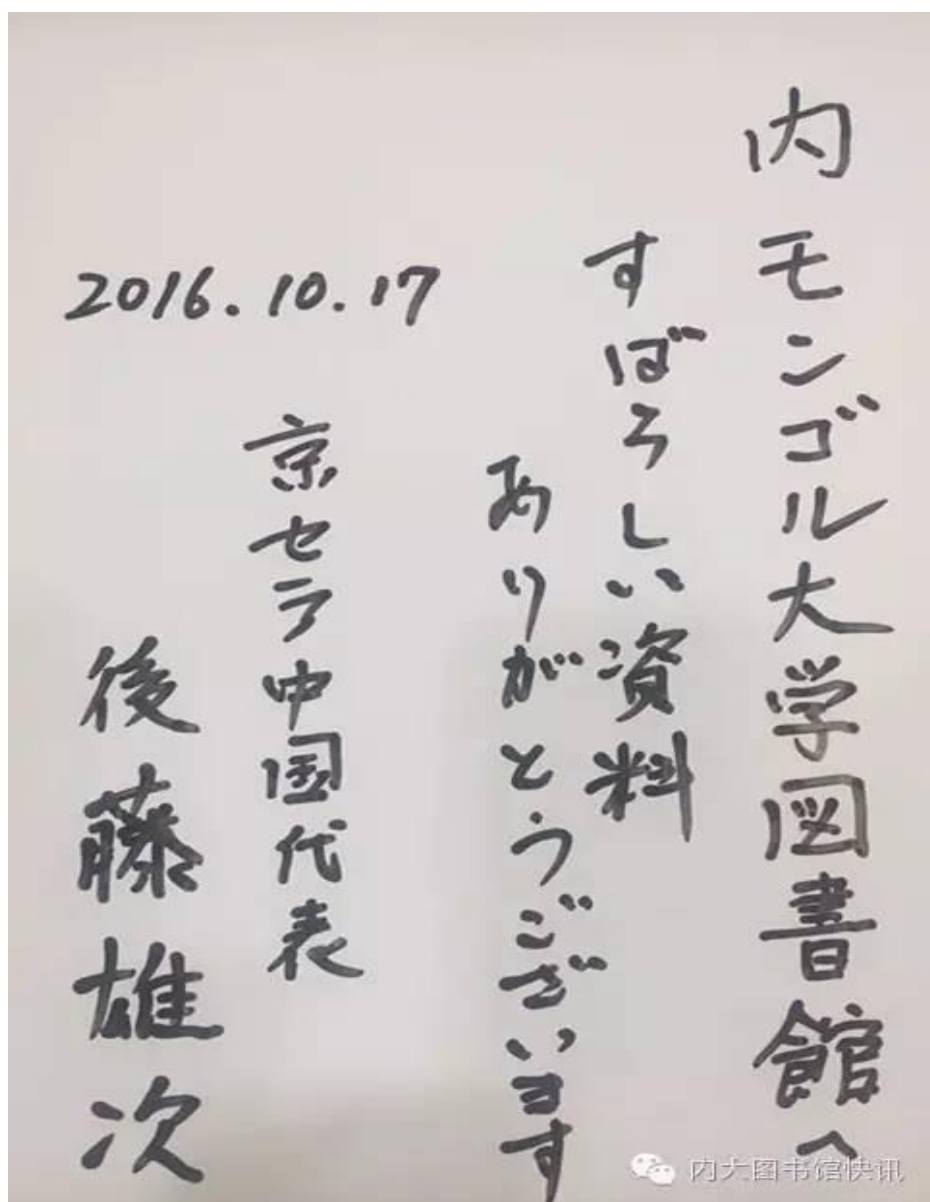 内モンゴル大学図書館へ
すばろしい資料
ありがとうございます
2016.10.17
京セラ中国代表
後藤雄次
内大图书馆快讯